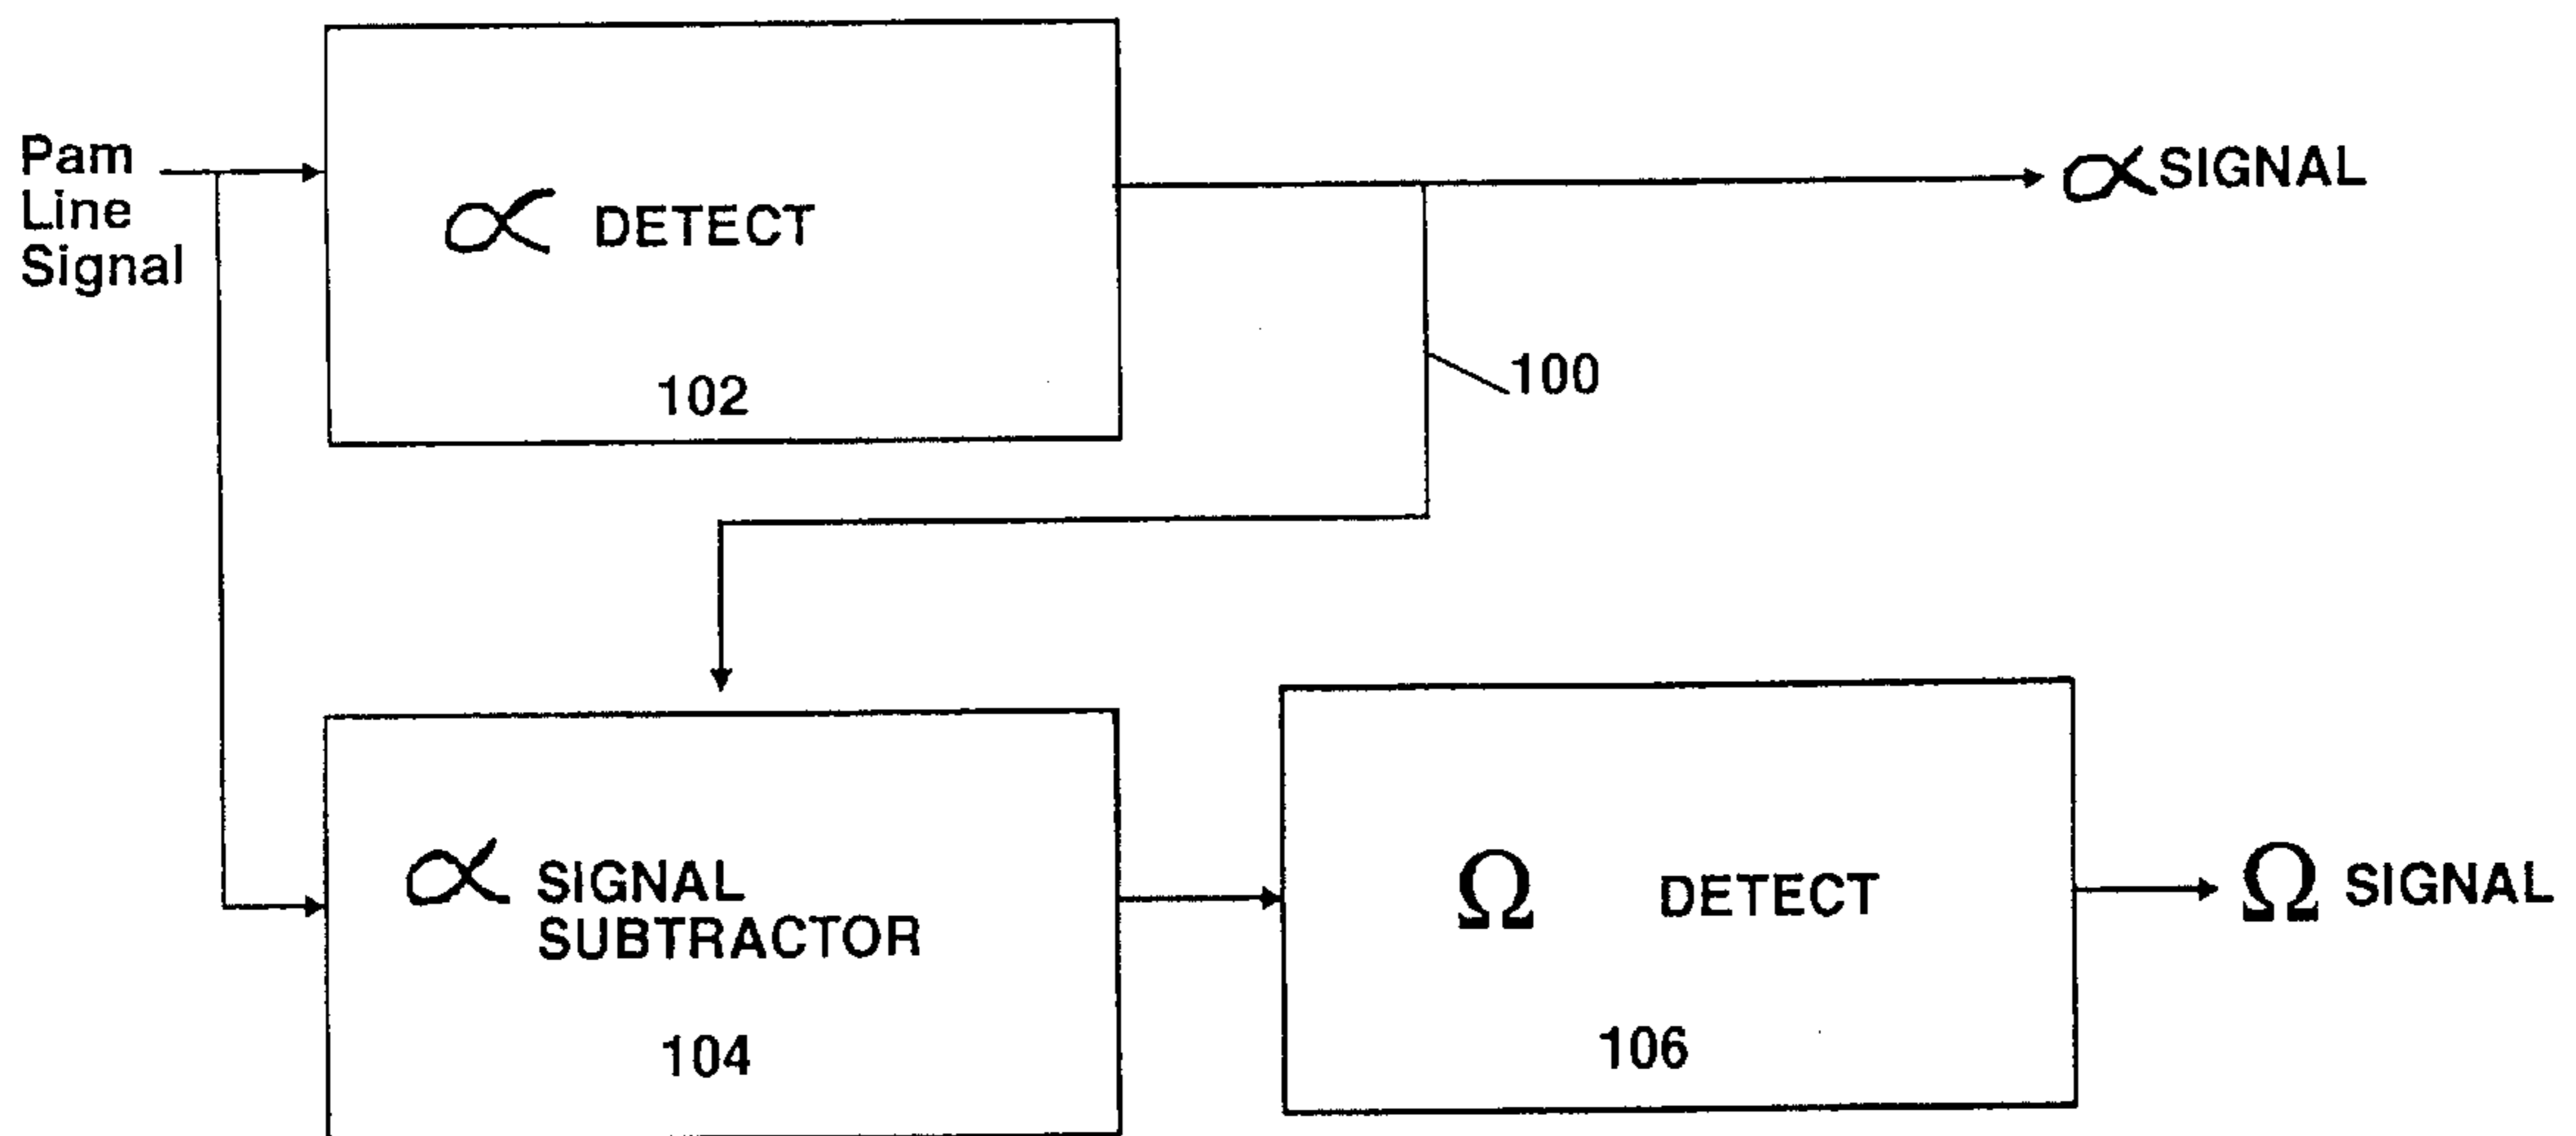 Pam
Line
Signal
α DETECT
102
α SIGNAL
100
α SIGNAL
SUBTRACTOR
104
Ω DETECT
106
Ω SIGNAL